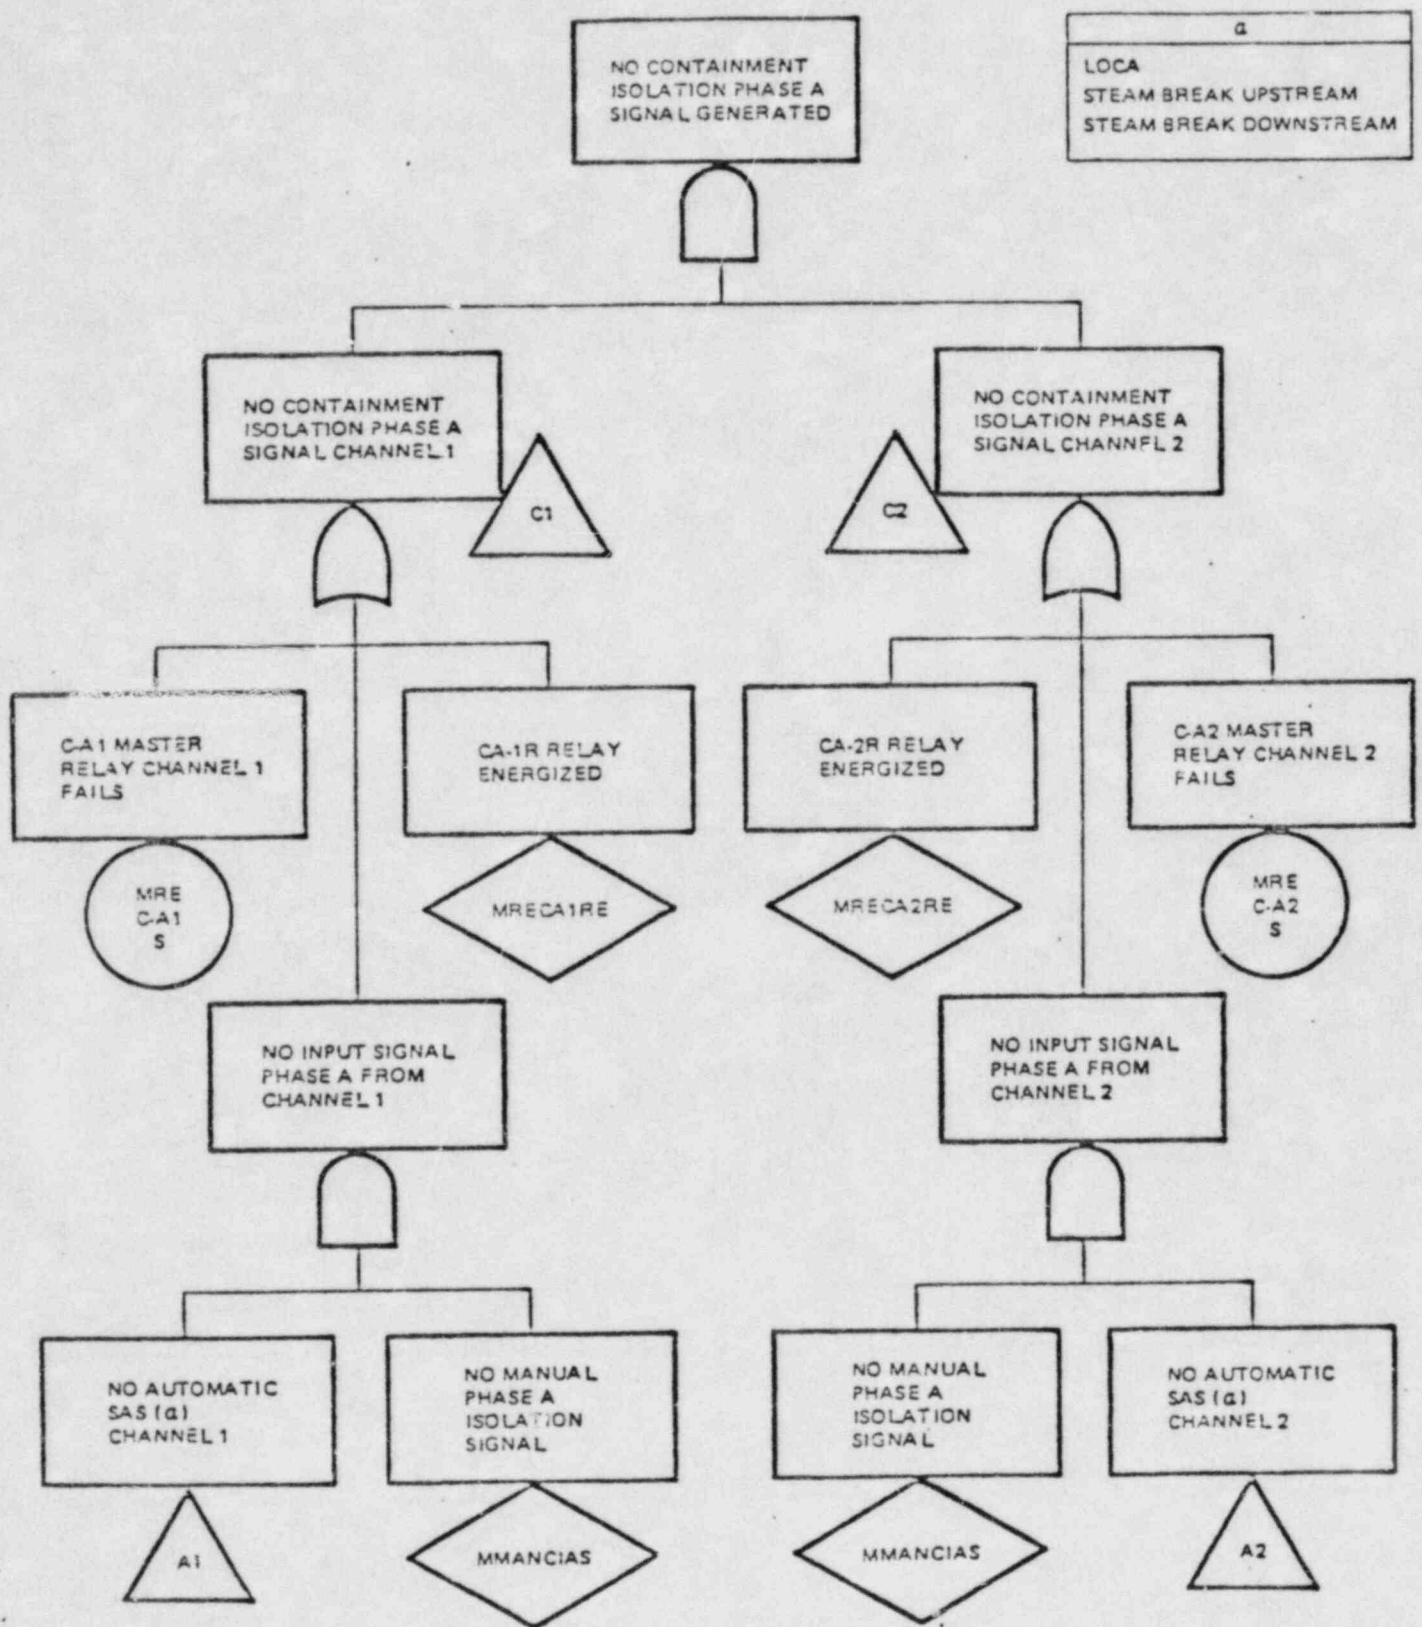 NO CONTAINMENT
ISOLATION PHASE A
SIGNAL GENERATED
a
LOCA
STEAM BREAK UPSTREAM
STEAM BREAK DOWNSTREAM
NO CONTAINMENT
ISOLATION PHASE A
SIGNAL CHANNEL 1
C1
C2
NO CONTAINMENT
ISOLATION PHASE A
SIGNAL CHANNEL 2
C-A1 MASTER
RELAY CHANNEL 1
FAILS
CA-1R RELAY
ENERGIZED
CA-2R RELAY
ENERGIZED
C-A2 MASTER
RELAY CHANNEL 2
FAILS
MRE
C-A1
S
MRECA1RE
MRECA2RE
MRE
C-A2
S
NO INPUT SIGNAL
PHASE A FROM
CHANNEL 1
NO INPUT SIGNAL
PHASE A FROM
CHANNEL 2
NO AUTOMATIC
SAS (a)
CHANNEL 1
NO MANUAL
PHASE A
ISOLATION
SIGNAL
NO MANUAL
PHASE A
ISOLATION
SIGNAL
NO AUTOMATIC
SAS (a)
CHANNEL 2
A1
MMANCIAS
MMANCIAS
A2